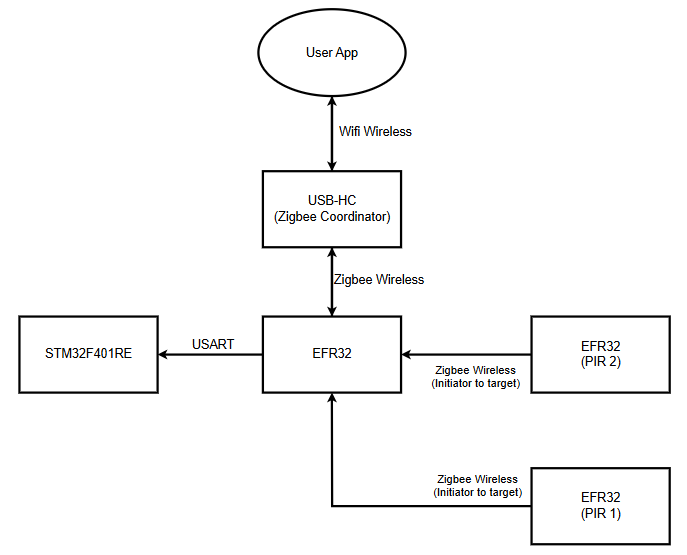 User App
Wifi Wireless
USB-HC
(Zigbee Coordinator)
Zigbee Wireless
STM32F401RE
USART
EFR32
EFR32
(PIR 2)
Zigbee Wireless
(Initiator to target)
Zigbee Wireless
(Initiator to target)
EFR32
(PIR 1)